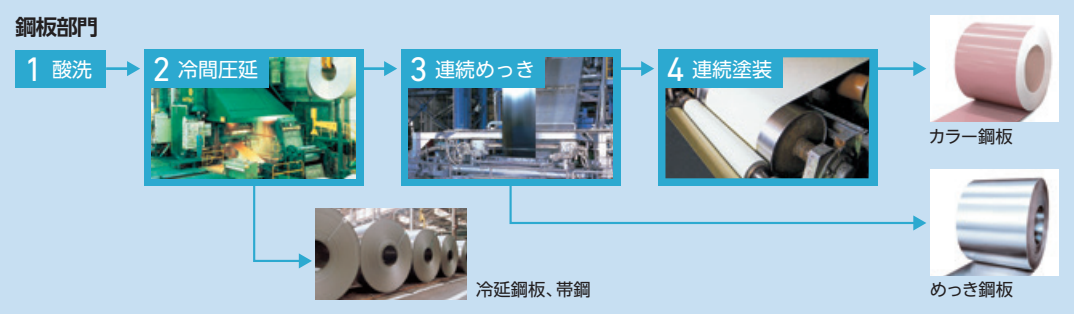 鋼板部門
1 酸洗
2 冷間圧延
3 連続めっき
4 連続塗装
カラー鋼板
冷延鋼板、帯鋼
めっき鋼板